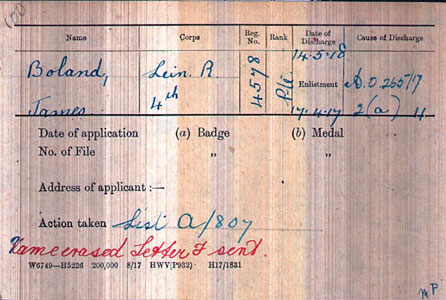 100
Name Corps Reg. No. Rank Date of Discharge Cause of Discharge
Boland, Lein. R. 4578 Pte 14-5-18 A.O 265/17
Enlistment
James 4th 17-4-17 2(a) 11
Date of application (a) Badge (b) Medal
No. of File " "
Address of applicant :—
Action taken List A/807
Name erased Letter F sent.
W6749—H5226 200,000 8/17 HWV(P932) H17/1831